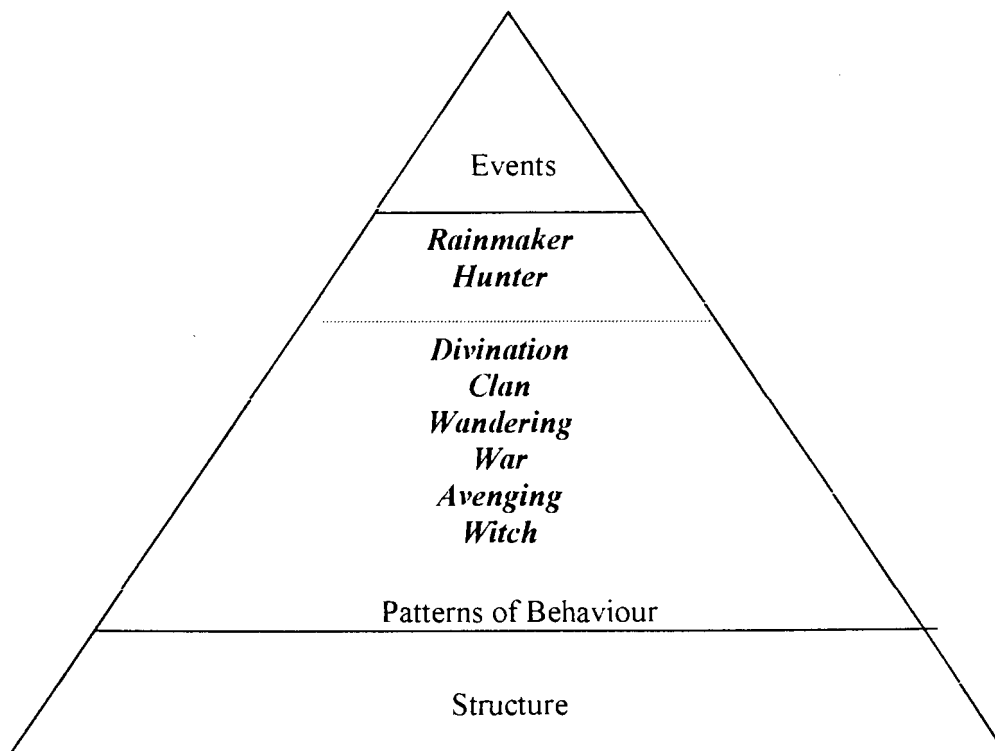 Events
Rainmaker
Hunter
Divination
Clan
Wandering
War
Avenging
Witch
Patterns of Behaviour
Structure